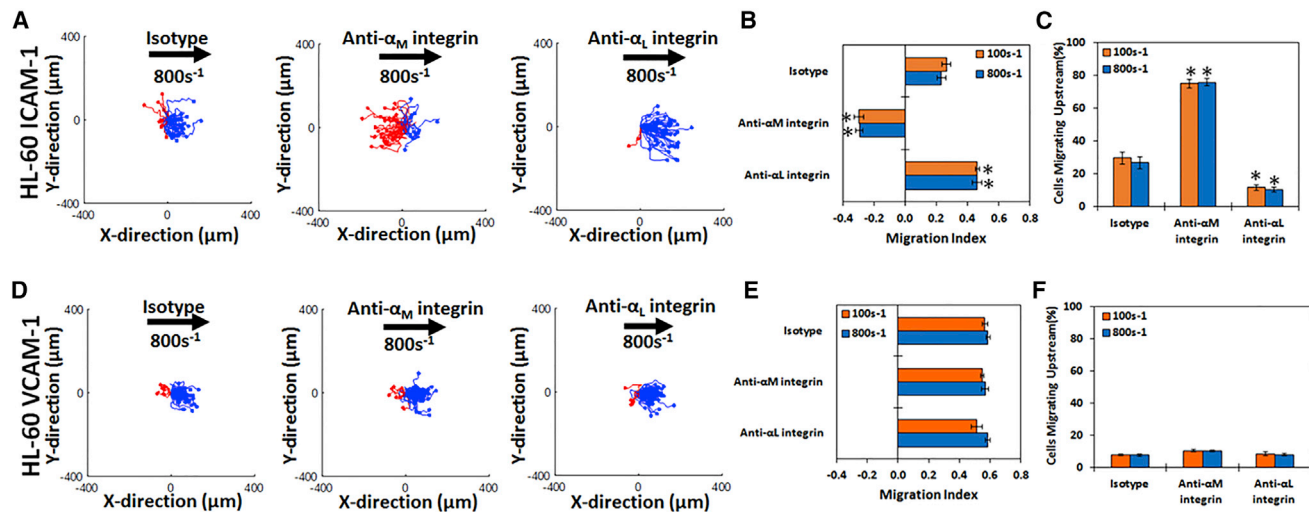 A
HL-60 ICAM-1
Y-direction (µm)
400
0
-400
-400
0
400
X-direction (µm)
Isotype
800s⁻¹
Y-direction (µm)
400
0
-400
-400
0
400
X-direction (µm)
Anti-αM integrin
800s⁻¹
Y-direction (µm)
400
0
-400
-400
0
400
X-direction (µm)
Anti-αL integrin
800s⁻¹
B
100s-1
800s-1
Isotype
Anti-αM integrin
*
*
Anti-αL integrin
*
*
-0.4 -0.2 0.0 0.2 0.4 0.6 0.8
Migration Index
C
Cells Migrating Upstream(%)
100
80
60
40
20
0
100s-1
800s-1
* *
* *
Isotype
Anti-αM
integrin
Anti-αL
integrin
D
HL-60 VCAM-1
Y-direction (µm)
400
0
-400
-400
0
400
X-direction (µm)
Isotype
800s⁻¹
Y-direction (µm)
400
0
-400
-400
0
400
X-direction (µm)
Anti-αM integrin
800s⁻¹
Y-direction (µm)
400
0
-400
-400
0
400
X-direction (µm)
Anti-αL integrin
800s⁻¹
E
100s-1
800s-1
Isotype
Anti-αM integrin
Anti-αL integrin
-0.4 -0.2 0.0 0.2 0.4 0.6 0.8
Migration Index
F
Cells Migrating Upstream(%)
100
80
60
40
20
0
100s-1
800s-1
Isotype
Anti-αM
integrin
Anti-αL
integrin